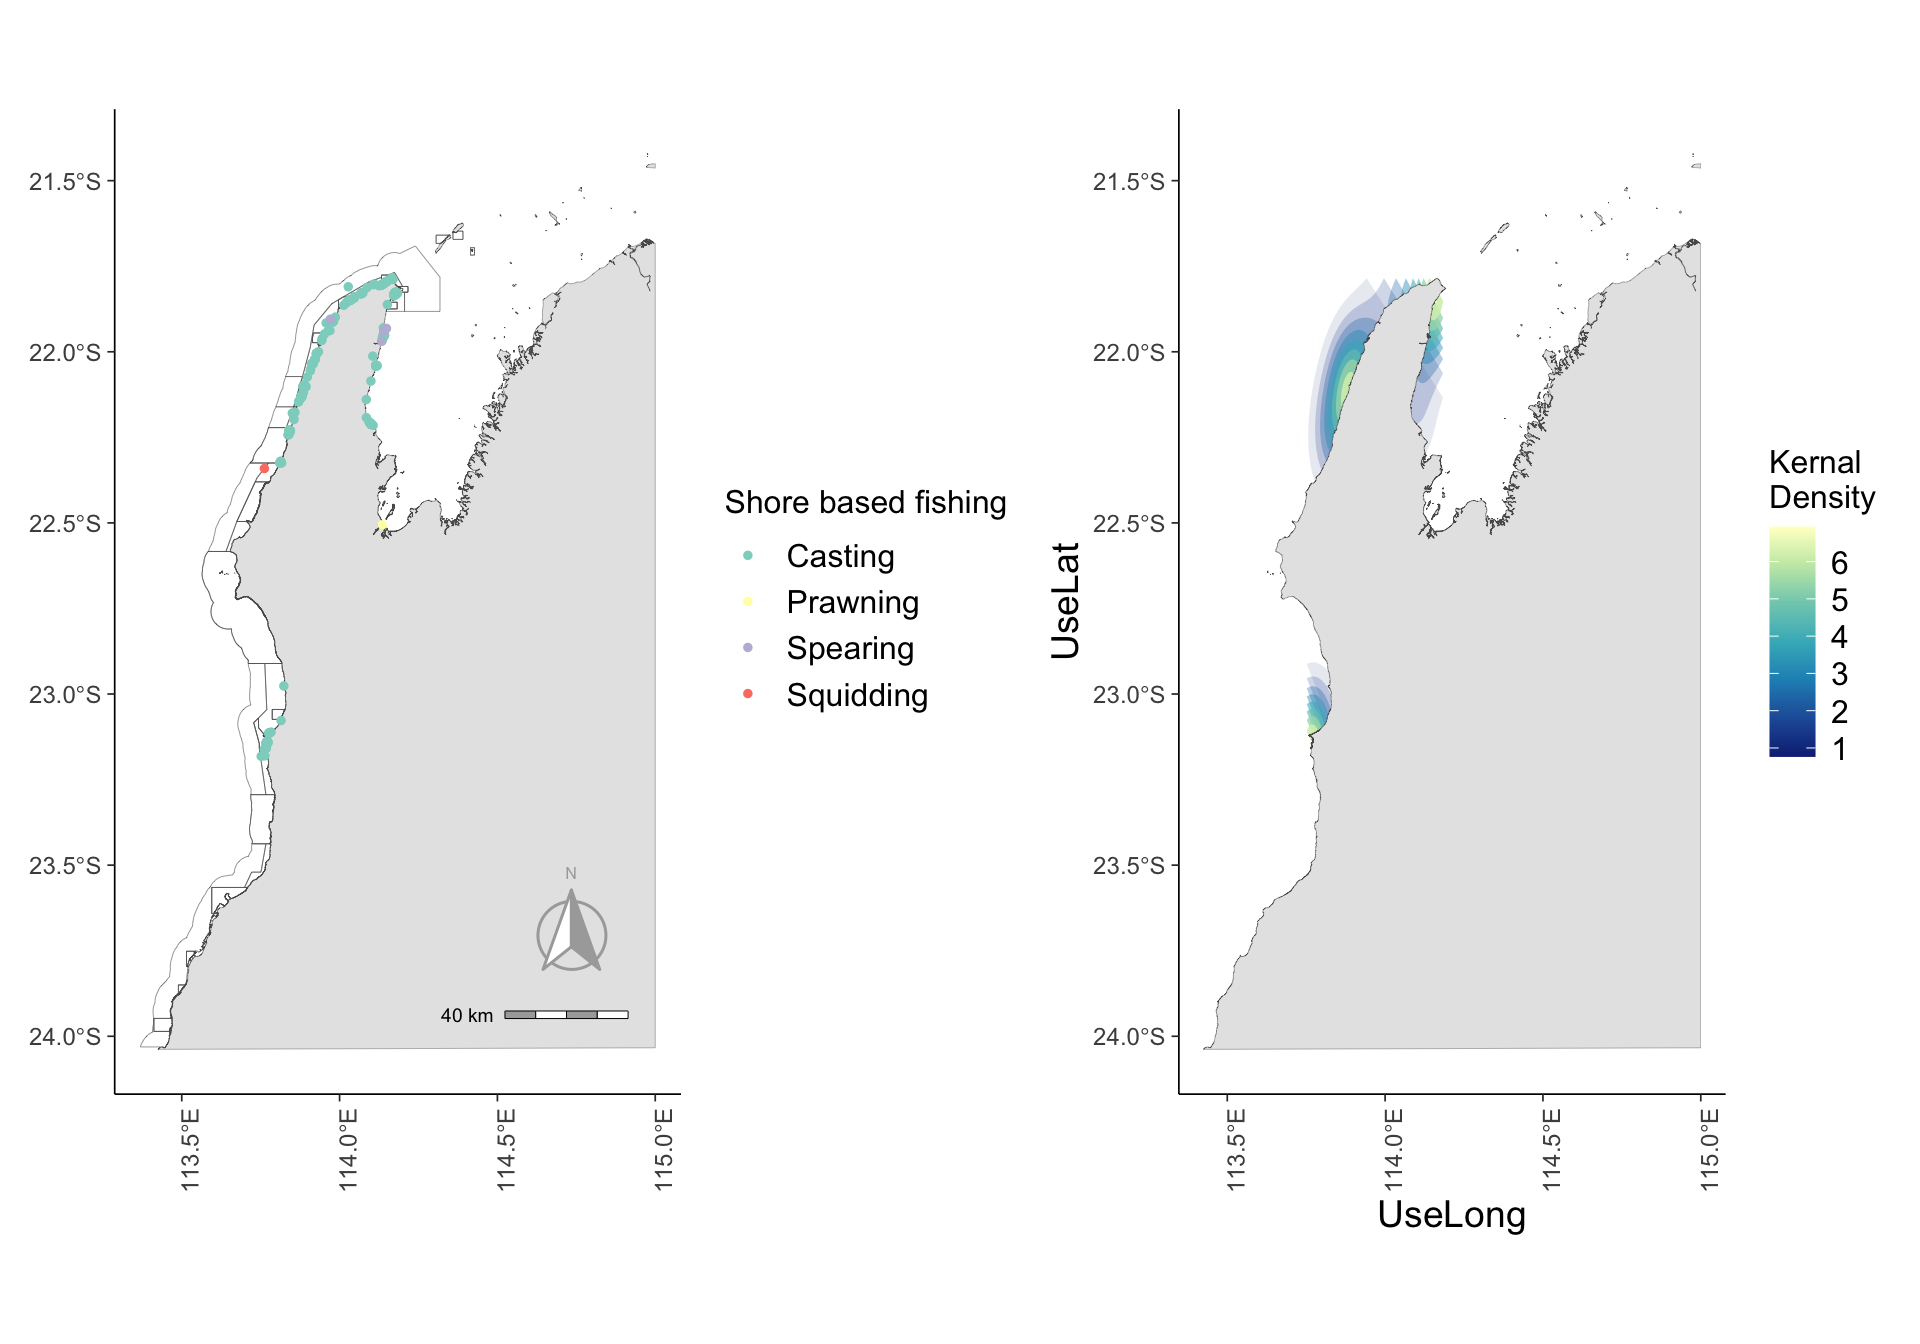 21.5°S
22.0°S
22.5°S
23.0°S
23.5°S
24.0°S
113.5°E
114.0°E
114.5°E
115.0°E
N
40 km
Shore based fishing
Casting
Prawning
Spearing
Squidding
UseLat
21.5°S
22.0°S
22.5°S
23.0°S
23.5°S
24.0°S
113.5°E
114.0°E
114.5°E
115.0°E
UseLong
Kernal
Density
6
5
4
3
2
1